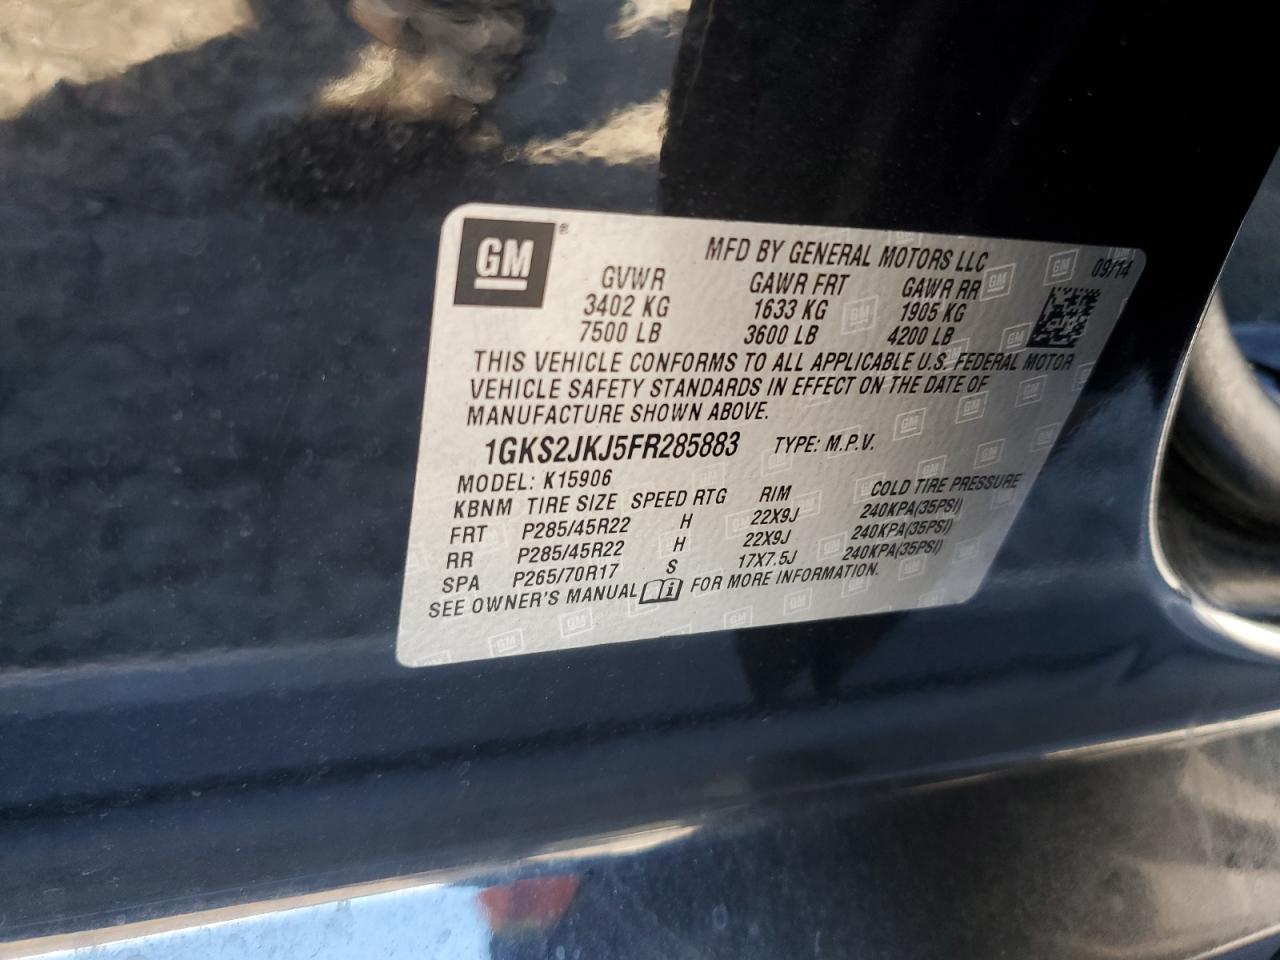 GM ®
MFD BY GENERAL MOTORS LLC 09/14
GVWR GAWR FRT GAWR RR
3402 KG 1633 KG 1905 KG
7500 LB 3600 LB 4200 LB
THIS VEHICLE CONFORMS TO ALL APPLICABLE U.S. FEDERAL MOTOR
VEHICLE SAFETY STANDARDS IN EFFECT ON THE DATE OF
MANUFACTURE SHOWN ABOVE.
1GKS2JKJ5FR285883 TYPE: M.P.V.
MODEL: K15906
KBNM TIRE SIZE SPEED RTG RIM COLD TIRE PRESSURE
FRT P285/45R22 H 22X9J 240KPA(35PSI)
RR P285/45R22 H 22X9J 240KPA(35PSI)
SPA P265/70R17 S 17X7.5J 240KPA(35PSI)
SEE OWNER'S MANUAL i FOR MORE INFORMATION.